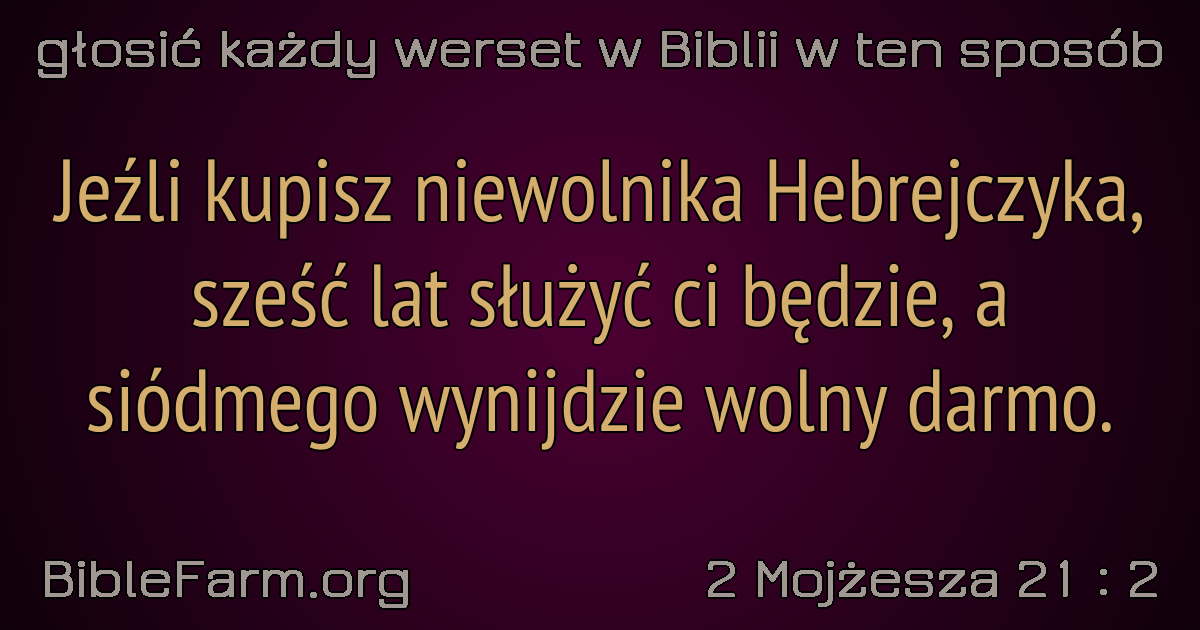 głosić każdy werset w Biblii w ten sposób
Jeźli kupisz niewolnika Hebrejczyka,
sześć lat służyć ci będzie, a
siódmego wynijdzie wolny darmo.
BibleFarm.org
2 Mojżesza 21 : 2